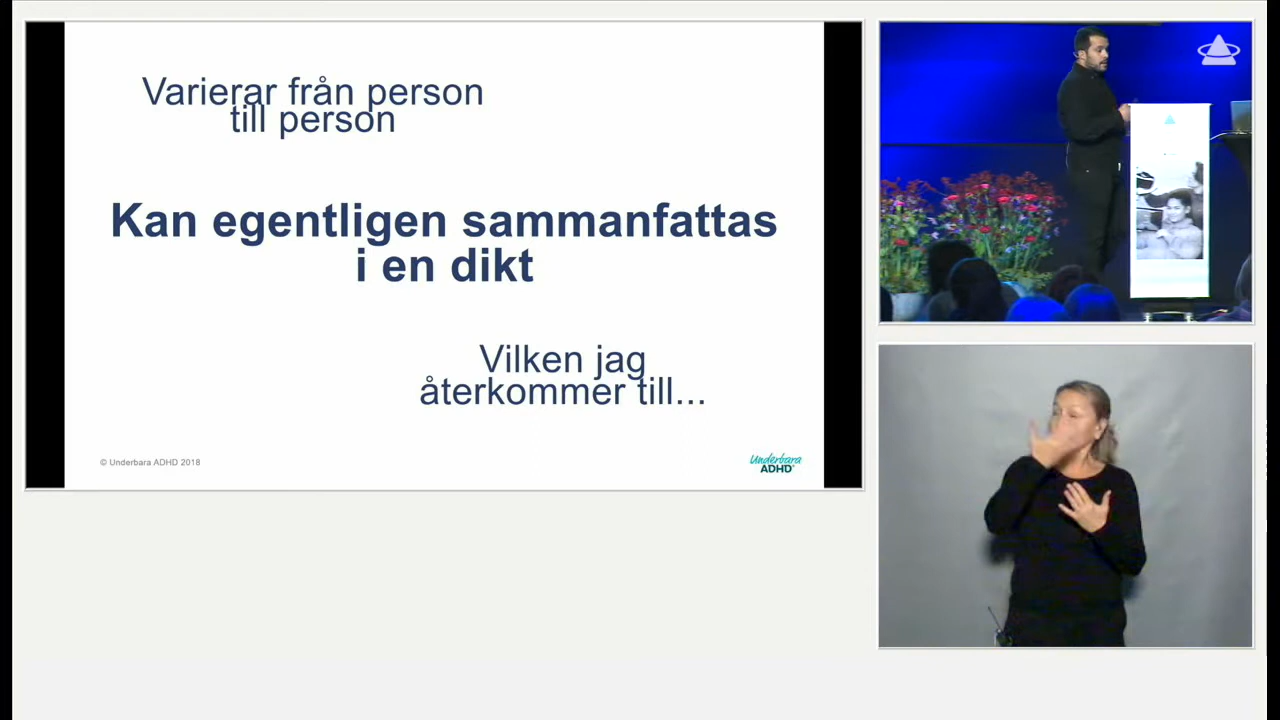 Varierar från person
till person
Kan egentligen sammanfattas
i en dikt
Vilken jag
återkommer till...
© Underbara ADHD 2018
Underbara
ADHD